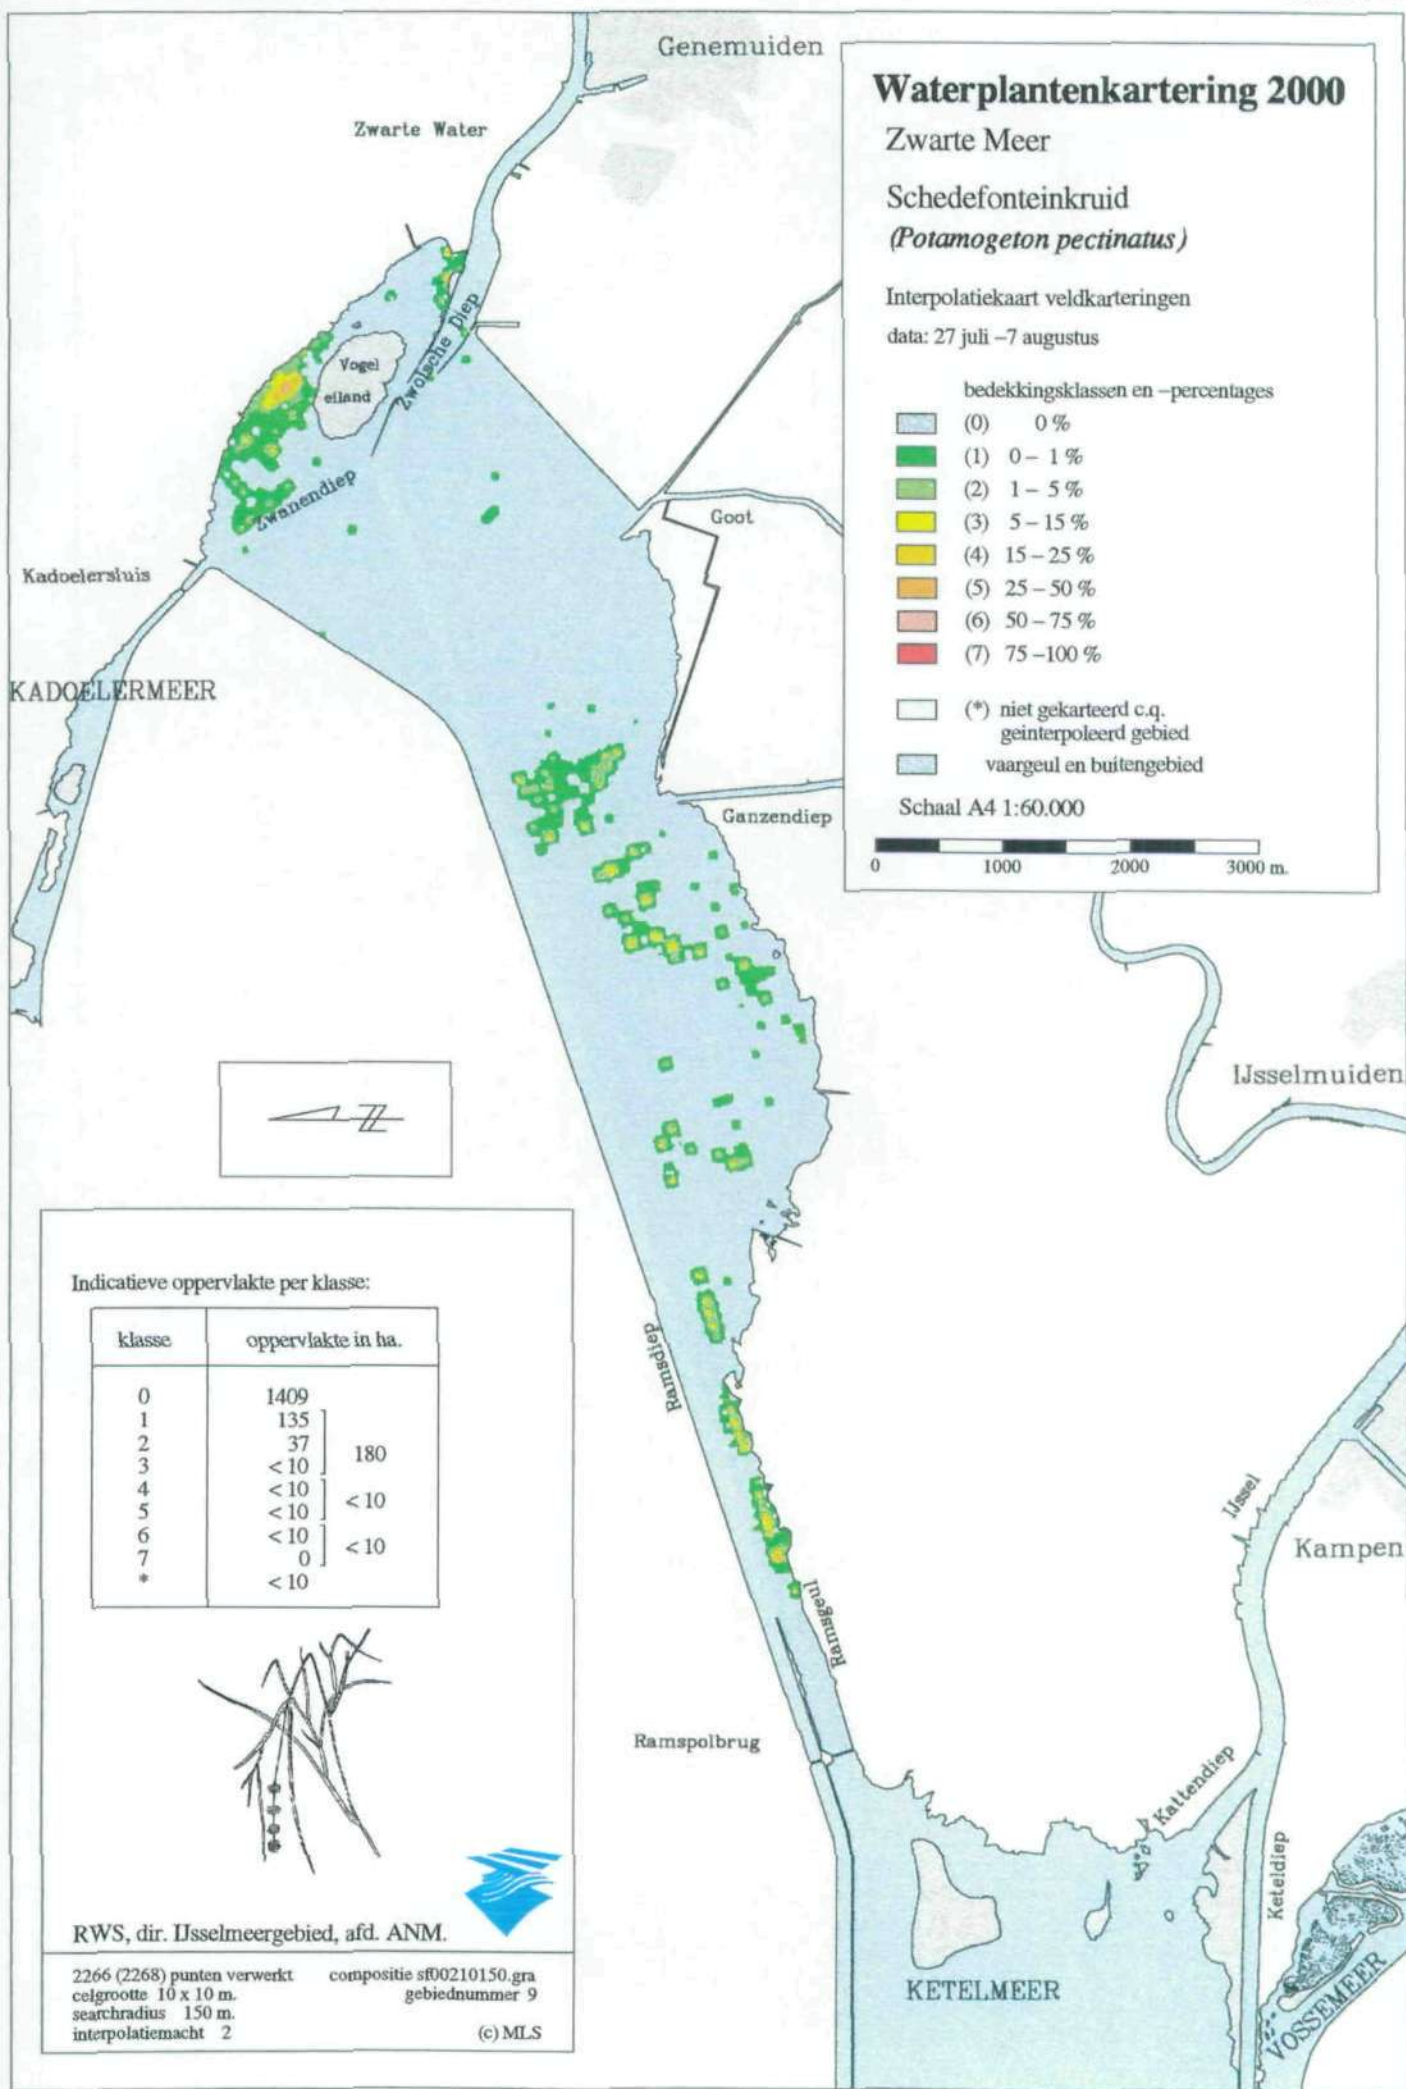 Genemuiden
Zwarte Water
Waterplantenkartering 2000
Zwarte Meer
Schedefonteinkruid
(Potamogeton pectinatus)
Interpolatiekaart veldkarteringen
data: 27 juli –7 augustus
bedekkingsklassen en –percentages
(0) 0 %
(1) 0 – 1 %
(2) 1 – 5 %
(3) 5 – 15 %
(4) 15 – 25 %
(5) 25 – 50 %
(6) 50 – 75 %
(7) 75 –100 %
(*) niet gekarteerd c.q.
geinterpoleerd gebied
vaargeul en buitengebied
Schaal A4 1:60.000
0 1000 2000 3000 m.
Zwolsche Diep
Vogel
eiland
Zwanendiep
Goot
Kadoelersluis
KADOELERMEER
Ganzendiep
IJsselmuiden
Ramsdiep
IJssel
Kampen
Ramsgeul
Ramspolbrug
Kattendiep
Keteldiep
KETELMEER
VOSSEMEER
Indicatieve oppervlakte per klasse:
klasse oppervlakte in ha.
0 1409
1 135
2 37 180
3 < 10
4 < 10
5 < 10 < 10
6 < 10
7 0 < 10
* < 10
RWS, dir. IJsselmeergebied, afd. ANM.
2266 (2268) punten verwerkt compositie sf00210150.gra
celgrootte 10 x 10 m. gebiednummer 9
searchradius 150 m.
interpolatiemacht 2 (c) MLS